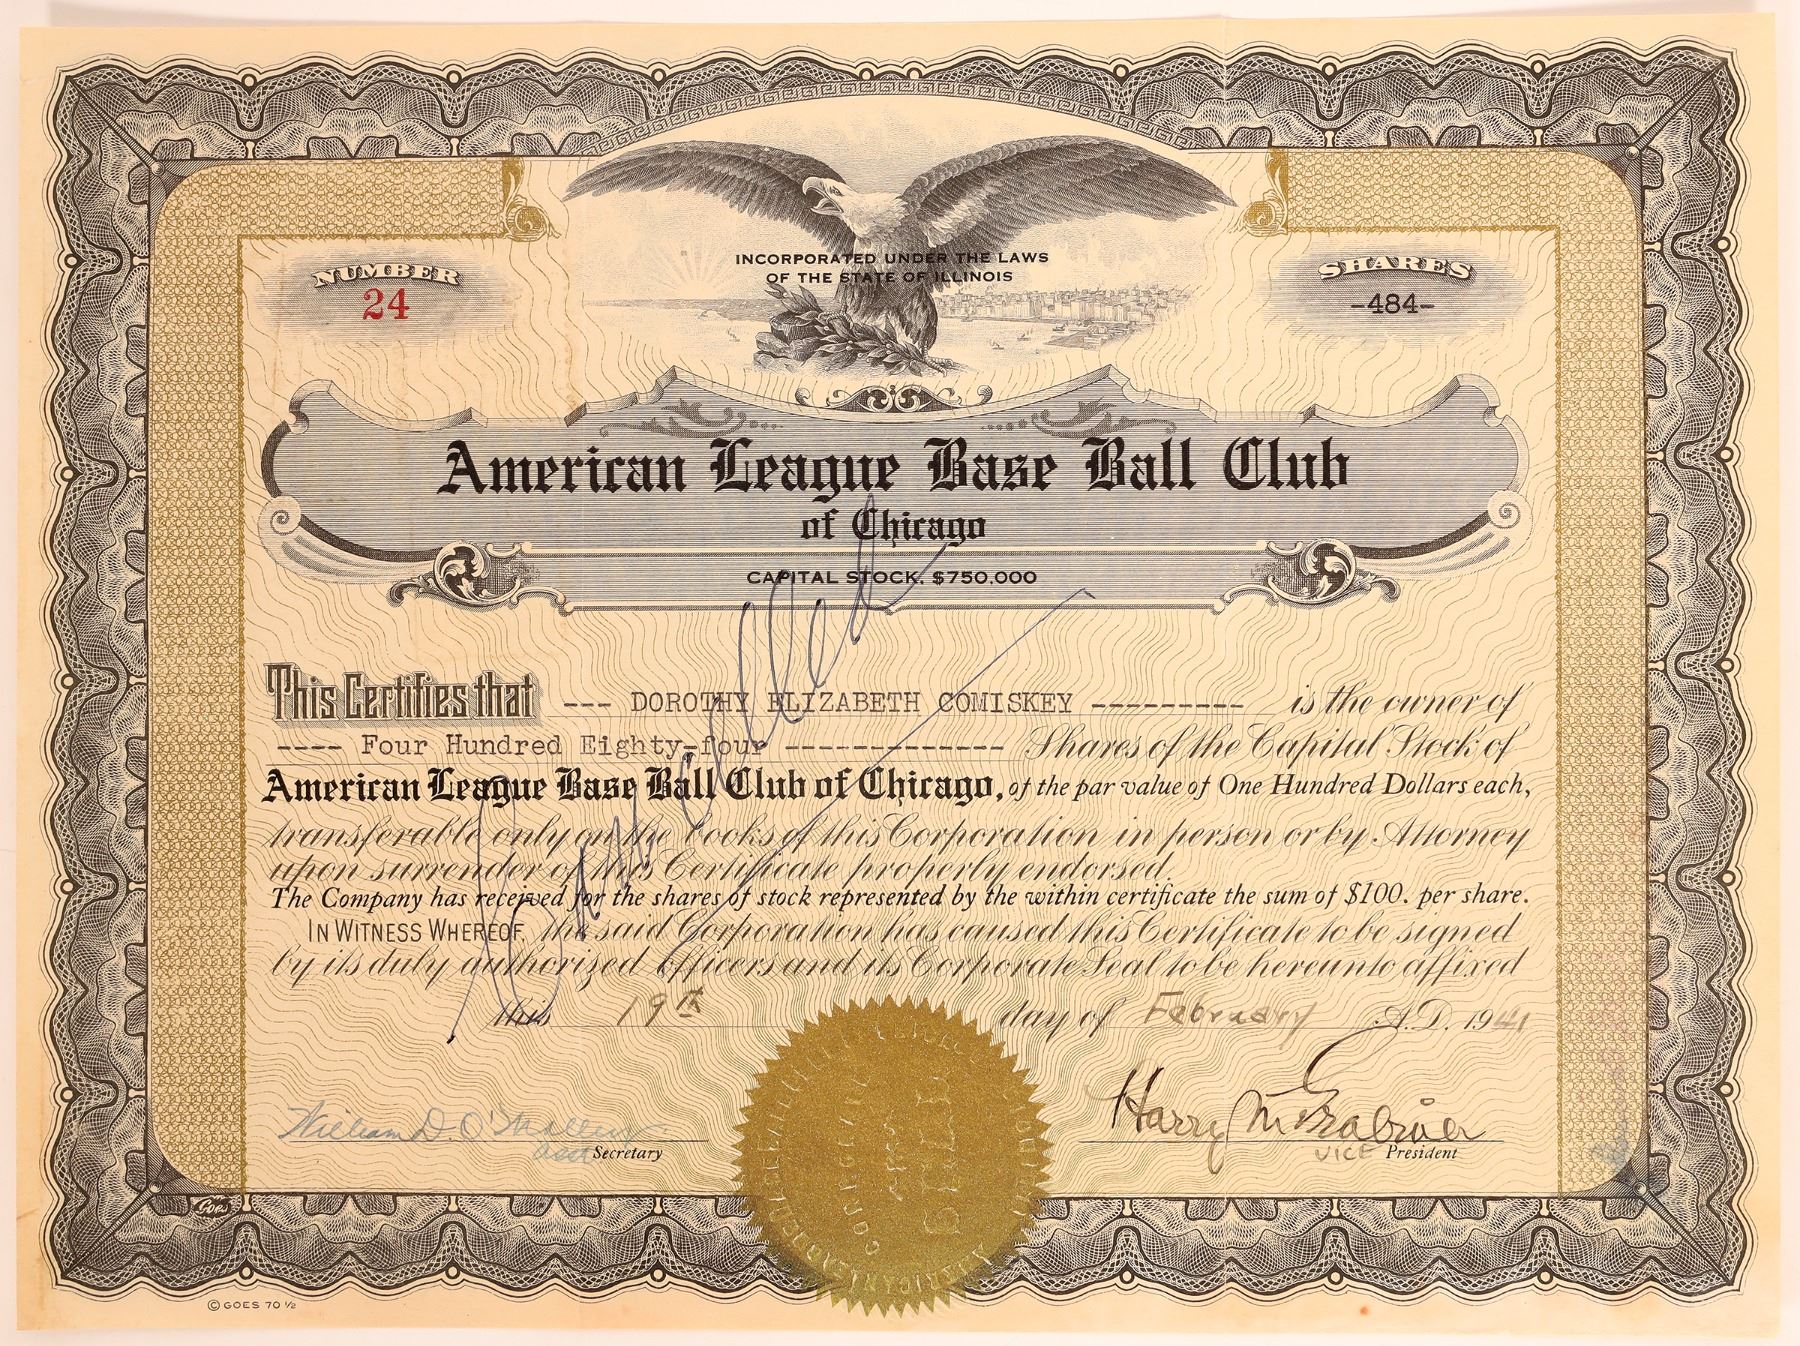 INCORPORATED UNDER THE LAWS
OF THE STATE OF ILLINOIS
NUMBER
24
SHARES
-484-
American League Base Ball Club
of Chicago
CAPITAL STOCK, $750,000
This Certifies that --- DOROTHY ELIZABETH COMISKEY --------- is the owner of
---- Four Hundred Eighty-four ------------- Shares of the Capital Stock of
American League Base Ball Club of Chicago, of the par value of One Hundred Dollars each,
transferable only on the books of this Corporation in person or by Attorney
upon surrender of this Certificate properly endorsed.
The Company has received for the shares of stock represented by the within certificate the sum of $100. per share.
IN WITNESS WHEREOF, the said Corporation has caused this Certificate to be signed
by its duly authorized officers and its Corporate Seal to be hereunto affixed
this 19th day of February A.D. 1941
Cancelled
William D. O'Malley
Asst Secretary
Harry M Grabiner
VICE President
Goes
© GOES 70 ½